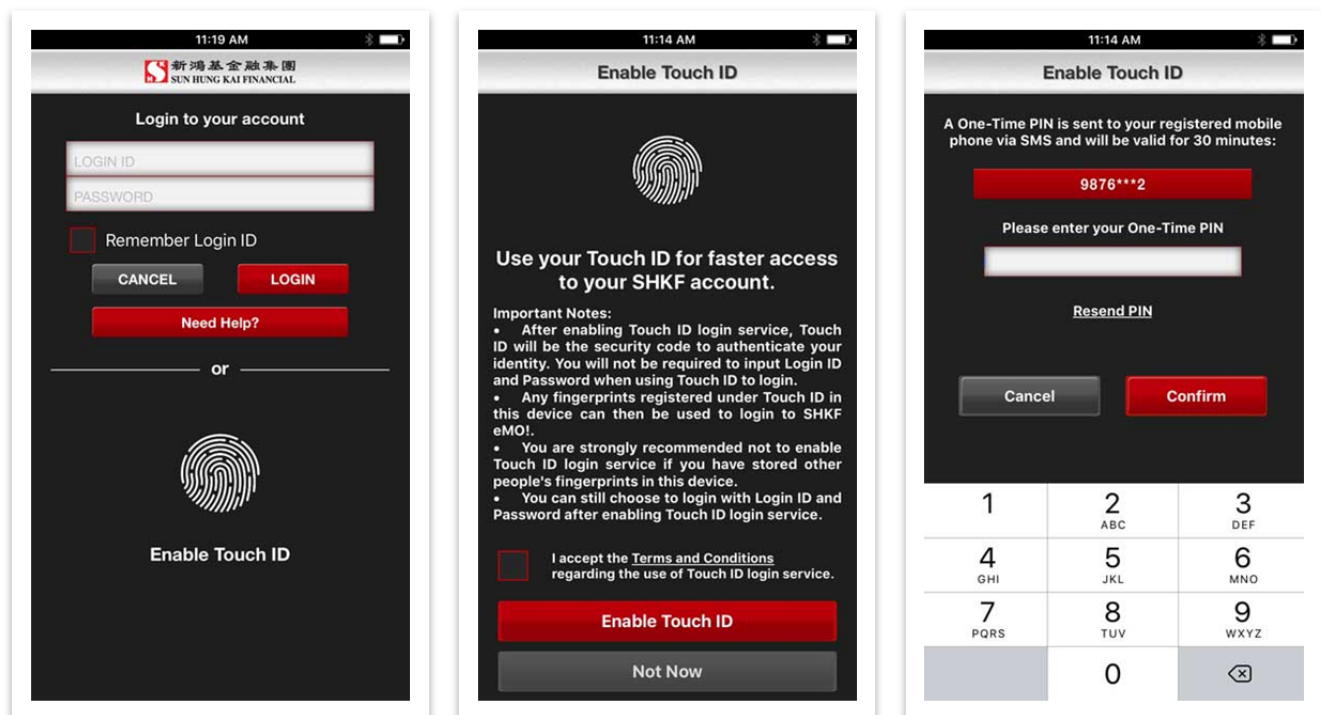 11:19 AM
新鴻基金融集團
SUN HUNG KAI FINANCIAL
Login to your account
LOGIN ID
PASSWORD
Remember Login ID
CANCEL
LOGIN
Need Help?
or
Enable Touch ID
11:14 AM
Enable Touch ID
Use your Touch ID for faster access
to your SHKF account.
Important Notes:
• After enabling Touch ID login service, Touch
ID will be the security code to authenticate your
identity. You will not be required to input Login ID
and Password when using Touch ID to login.
• Any fingerprints registered under Touch ID in
this device can then be used to login to SHKF
eMO!.
• You are strongly recommended not to enable
Touch ID login service if you have stored other
people's fingerprints in this device.
• You can still choose to login with Login ID and
Password after enabling Touch ID login service.
I accept the Terms and Conditions
regarding the use of Touch ID login service.
Enable Touch ID
Not Now
11:14 AM
Enable Touch ID
A One-Time PIN is sent to your registered mobile
phone via SMS and will be valid for 30 minutes:
9876***2
Please enter your One-Time PIN
Resend PIN
Cancel
Confirm
1
2
3
ABC
DEF
4
5
6
GHI
JKL
MNO
7
8
9
PQRS
TUV
WXYZ
0